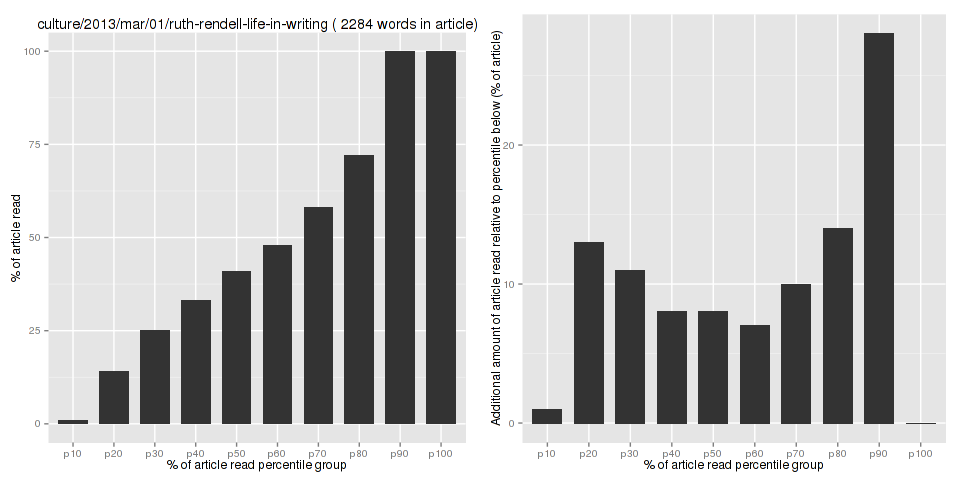 culture/2013/mar/01/ruth-rendell-life-in-writing ( 2284 words in article)
% of article read
100
75
50
25
0
p10 p20 p30 p40 p50 p60 p70 p80 p90 p100
% of article read percentile group
Additional amount of article read relative to percentile below (% of article)
20
10
0
p10 p20 p30 p40 p50 p60 p70 p80 p90 p100
% of article read percentile group